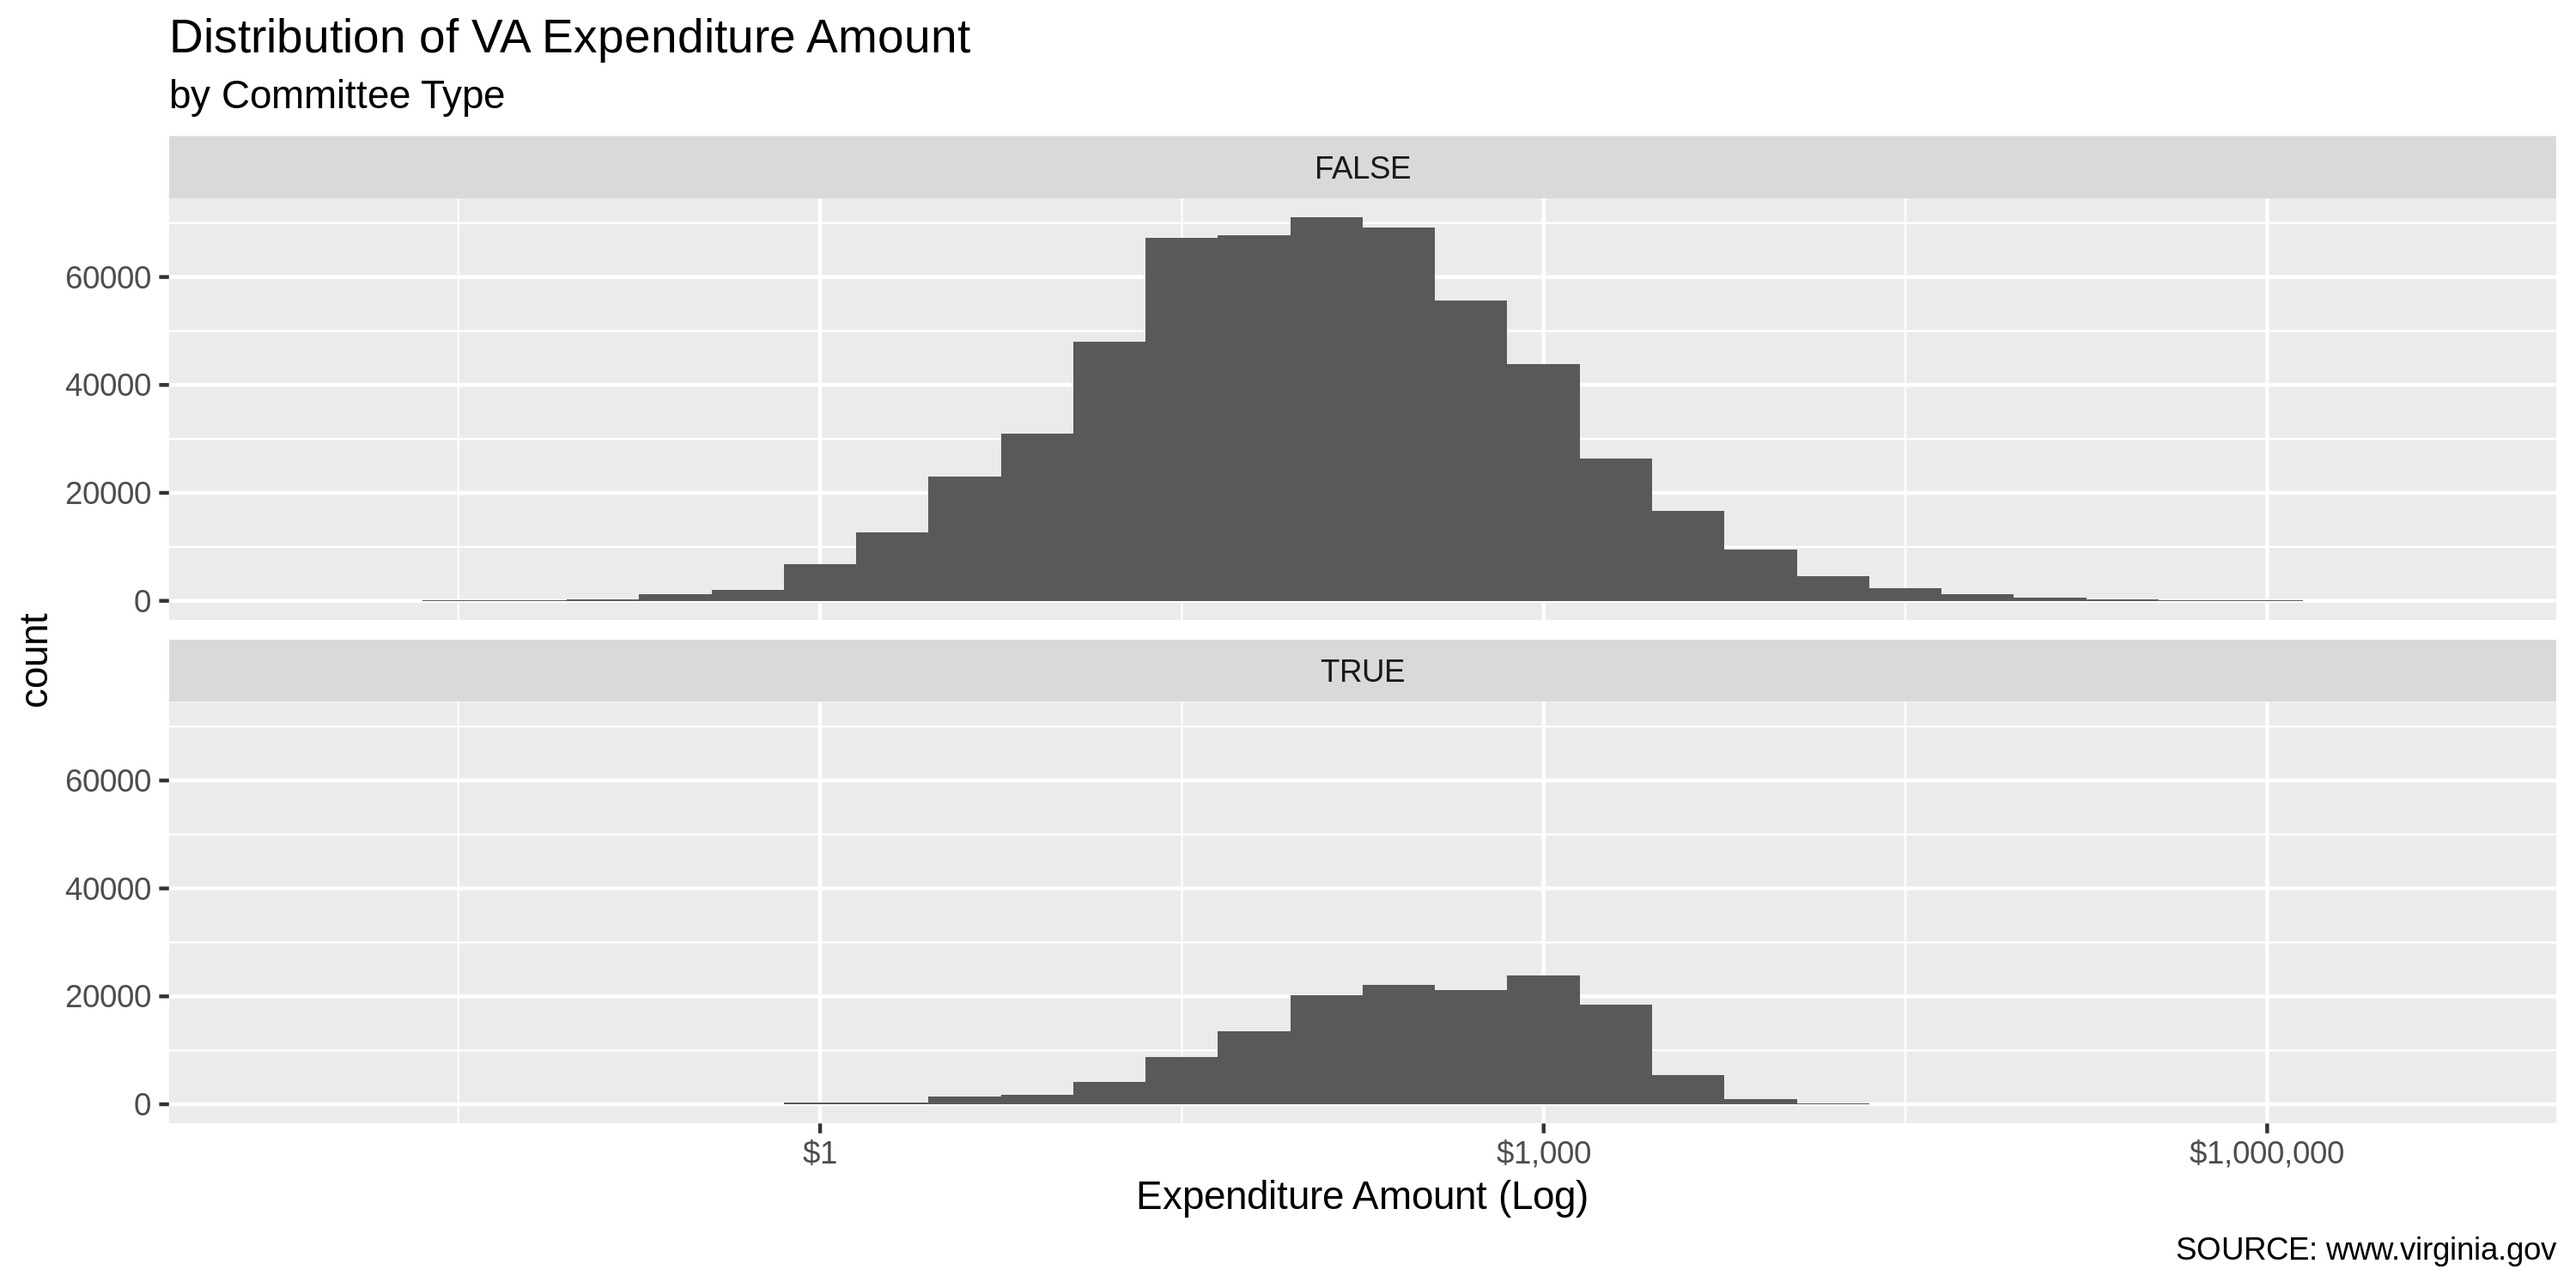 Distribution of VA Expenditure Amount
by Committee Type
FALSE
60000
40000
20000
0
count
TRUE
60000
40000
20000
0
$1 $1,000 $1,000,000
Expenditure Amount (Log)
SOURCE: www.virginia.gov